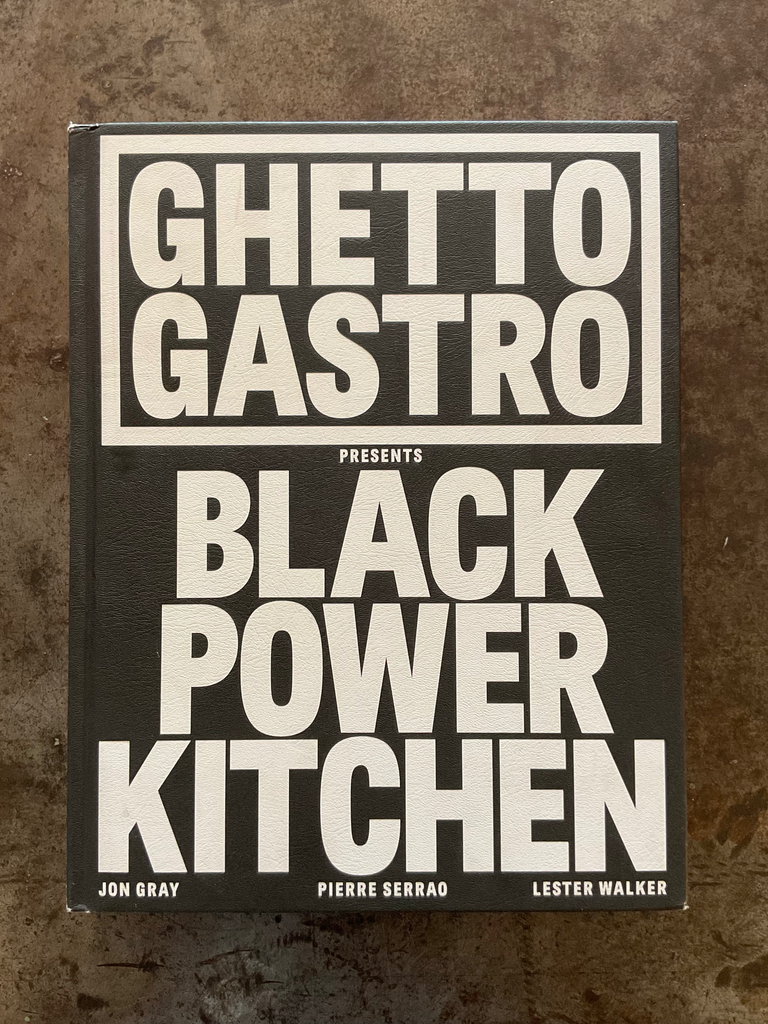 GHETTO
GASTRO
PRESENTS
BLACK
POWER
KITCHEN
JON GRAY PIERRE SERRAO LESTER WALKER